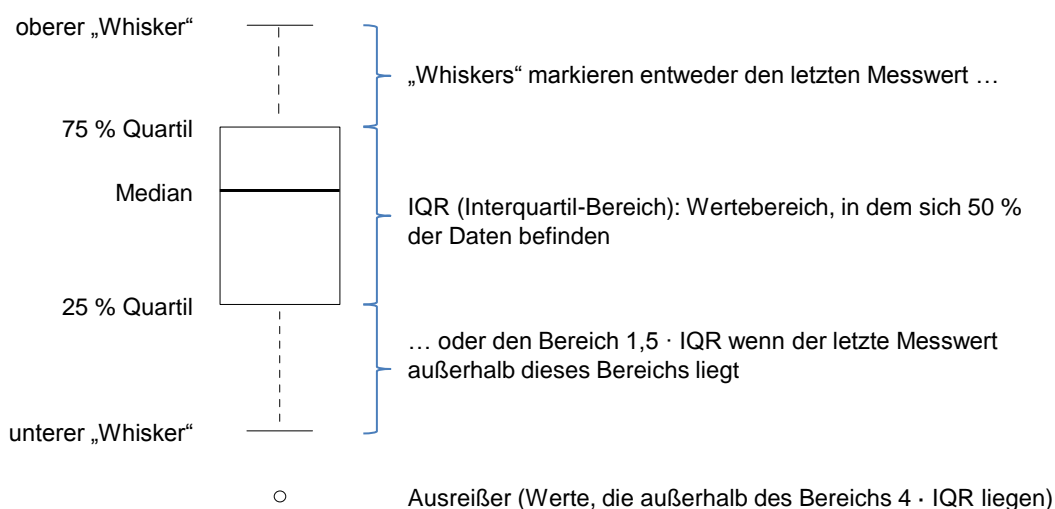 oberer „Whisker“
„Whiskers“ markieren entweder den letzten Messwert …
75 % Quartil
Median
IQR (Interquartil-Bereich): Wertebereich, in dem sich 50 %
der Daten befinden
25 % Quartil
… oder den Bereich 1,5 · IQR wenn der letzte Messwert
außerhalb dieses Bereichs liegt
unterer „Whisker“
Ausreißer (Werte, die außerhalb des Bereichs 4 · IQR liegen)